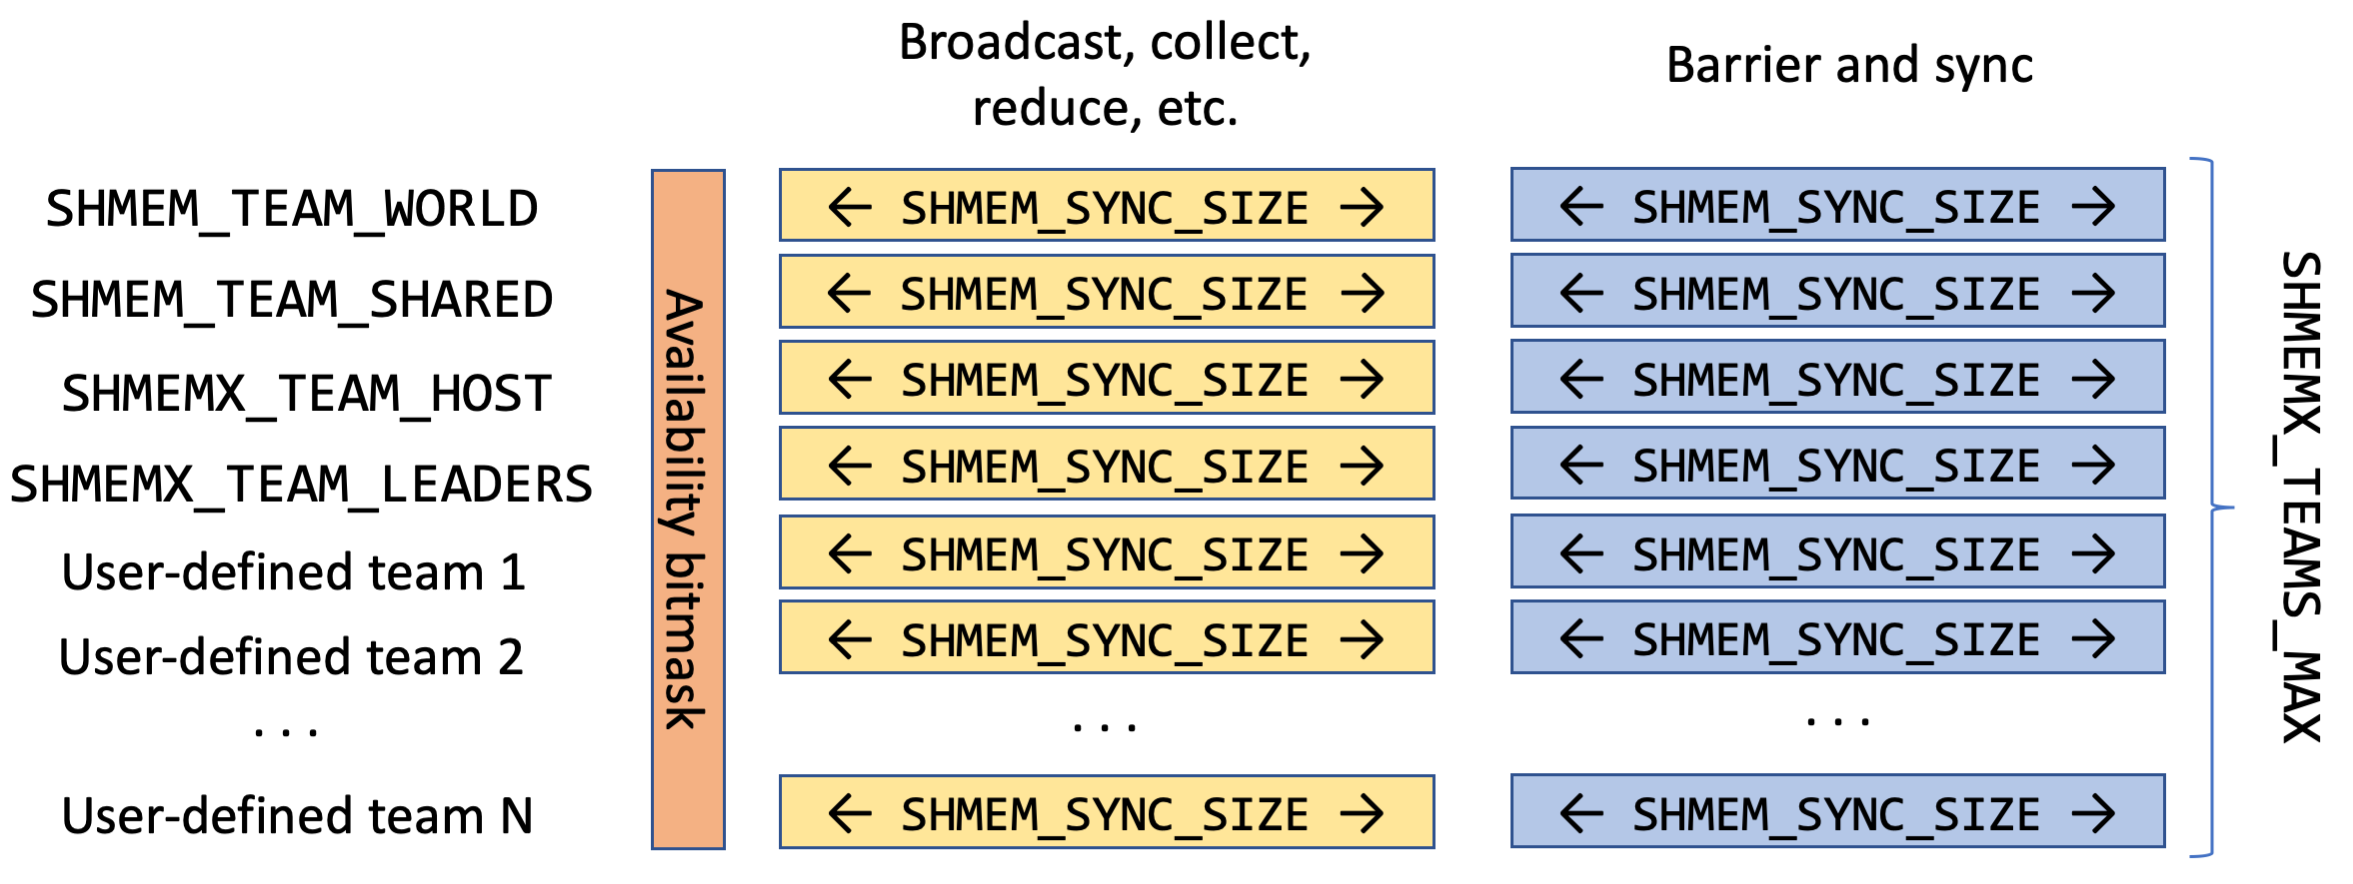 Broadcast, collect,
reduce, etc.
Barrier and sync
SHMEM_TEAM_WORLD
← SHMEM_SYNC_SIZE →
← SHMEM_SYNC_SIZE →
SHMEM_TEAM_SHARED
← SHMEM_SYNC_SIZE →
← SHMEM_SYNC_SIZE →
SHMEMX_TEAM_HOST
← SHMEM_SYNC_SIZE →
← SHMEM_SYNC_SIZE →
SHMEMX_TEAM_LEADERS
← SHMEM_SYNC_SIZE →
← SHMEM_SYNC_SIZE →
User-defined team 1
← SHMEM_SYNC_SIZE →
← SHMEM_SYNC_SIZE →
User-defined team 2
← SHMEM_SYNC_SIZE →
← SHMEM_SYNC_SIZE →
...
...
...
User-defined team N
← SHMEM_SYNC_SIZE →
← SHMEM_SYNC_SIZE →
Availability bitmask
SHMEMX_TEAMS_MAX